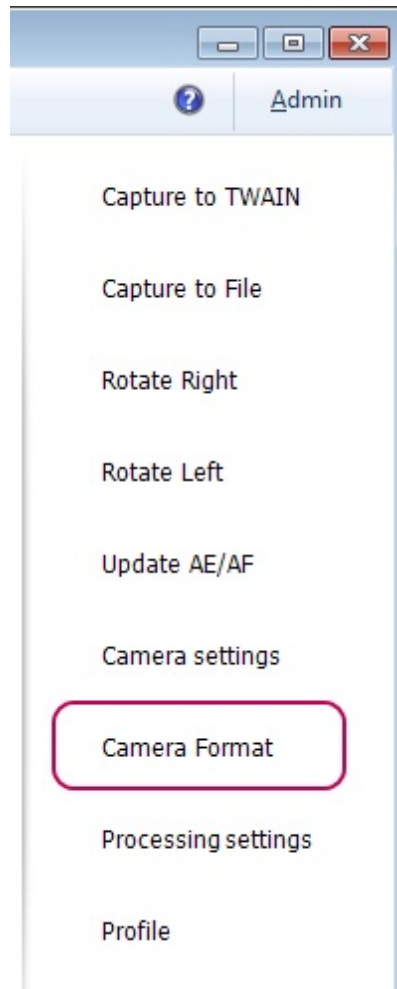 Admin
Capture to TWAIN
Capture to File
Rotate Right
Rotate Left
Update AE/AF
Camera settings
Camera Format
Processing settings
Profile